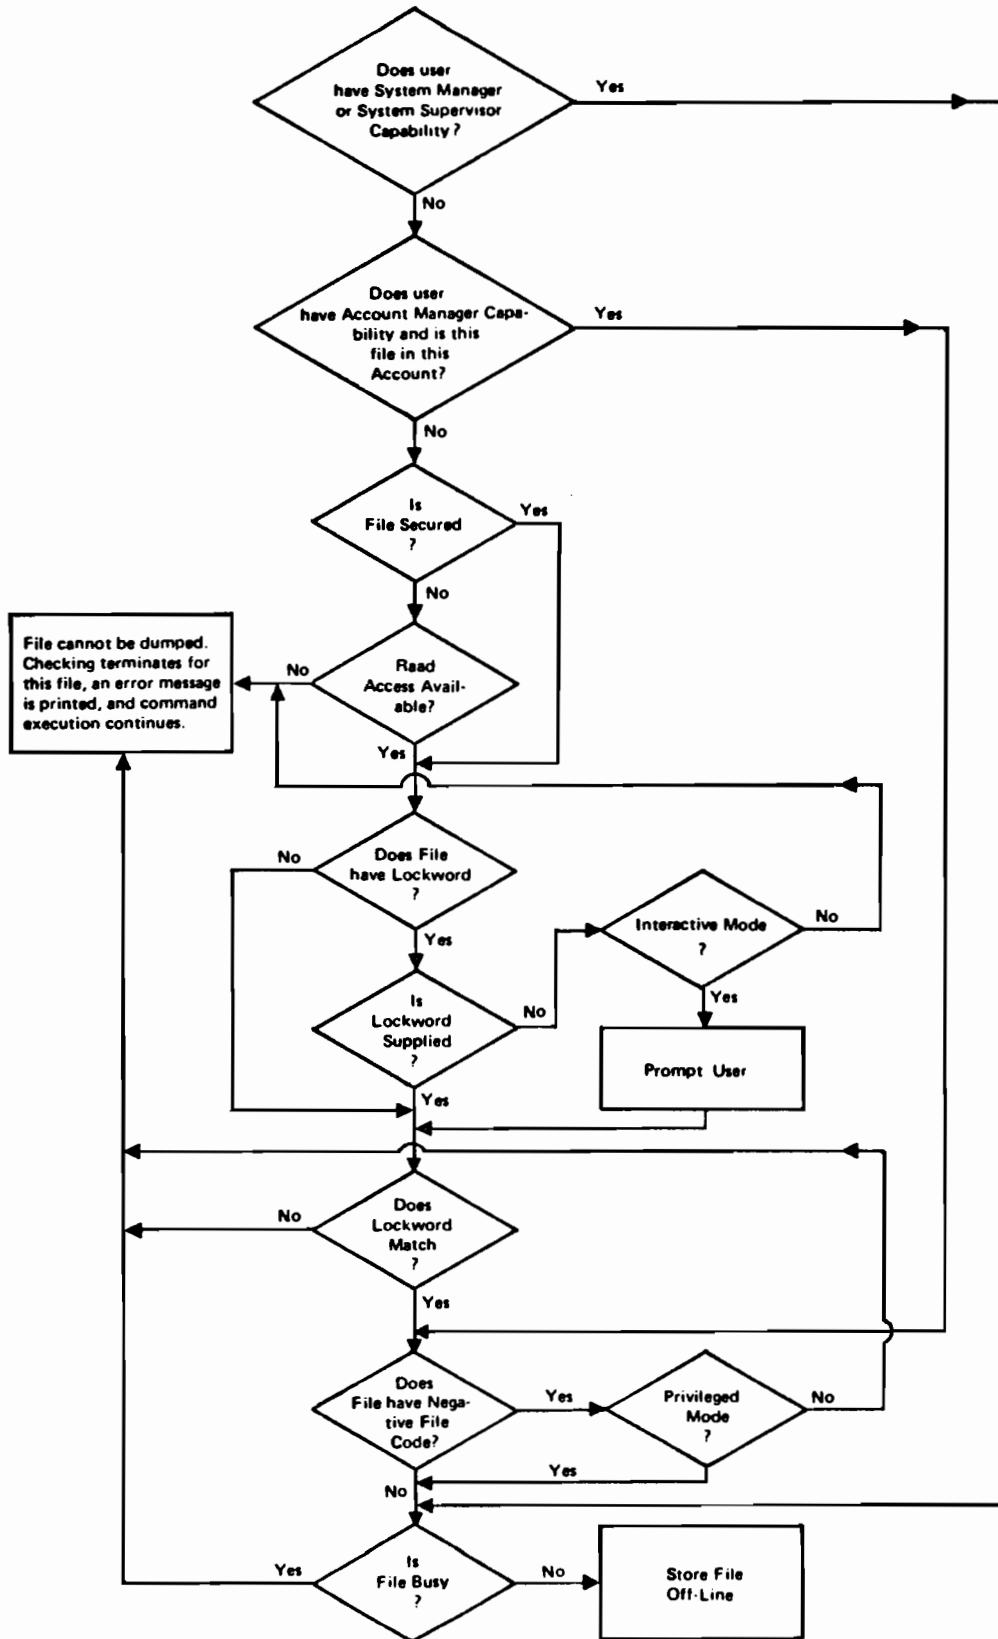 Does user
have System Manager
or System Supervisor
Capability?
Yes
No
Does user
have Account Manager Capa-
bility and is this
file in this
Account?
Yes
No
Is
File Secured
?
Yes
No
File cannot be dumped.
Checking terminates for
this file, an error message
is printed, and command
execution continues.
No
Raad
Access Avail-
able?
Yes
No
Does File
have Lockword
?
Yes
Interactive Mode
?
No
Yes
Is
Lockword
Supplied
?
No
Yes
Prompt User
No
Does
Lockword
Match
?
Yes
Does
File have Nega-
tive File
Code?
Yes
Privileged
Mode
?
No
Yes
No
Yes
Is
File Busy
?
No
Store File
Off-Line